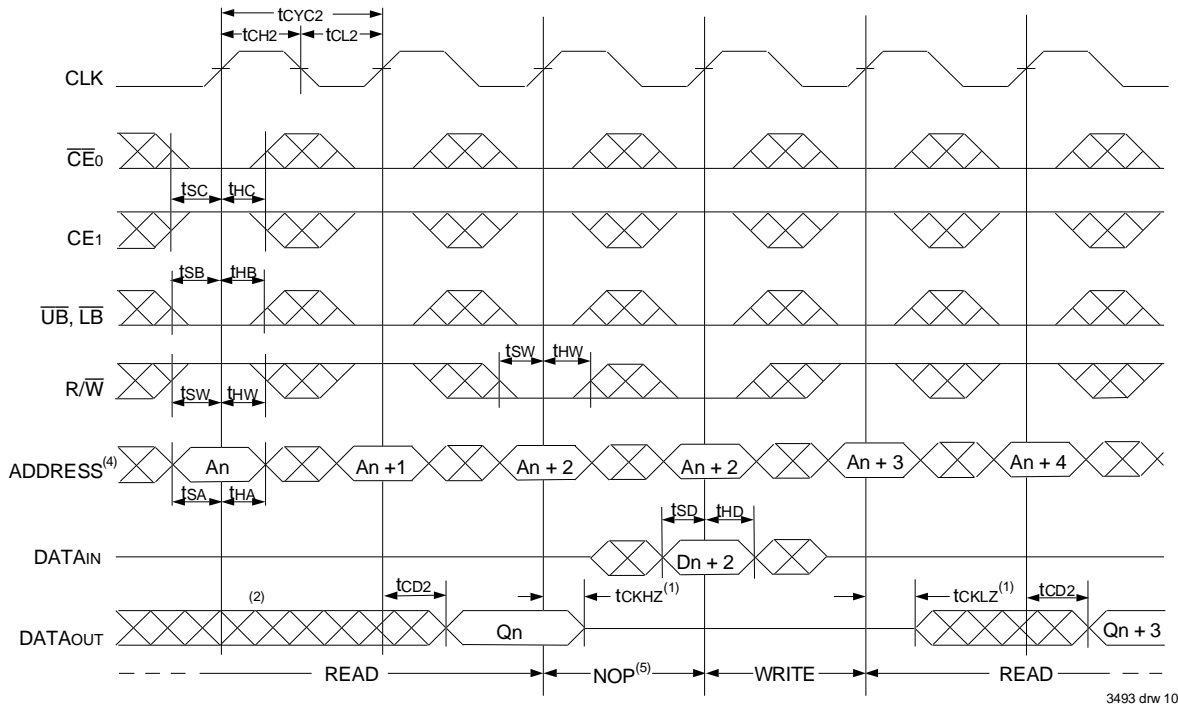 tCYC2
tCH2 tCL2
CLK
CE0
tSC tHC
CE1
tSB tHB
UB, LB
tSW tHW
R/W
tSW tHW
ADDRESS(4) An An +1 An + 2 An + 2 An + 3 An + 4
tSA tHA
tSD tHD
DATAIN Dn + 2
tCD2 tCKHZ(1) tCKLZ(1) tCD2
(2)
DATAOUT Qn Qn + 3
READ NOP(5) WRITE READ
3493 drw 10